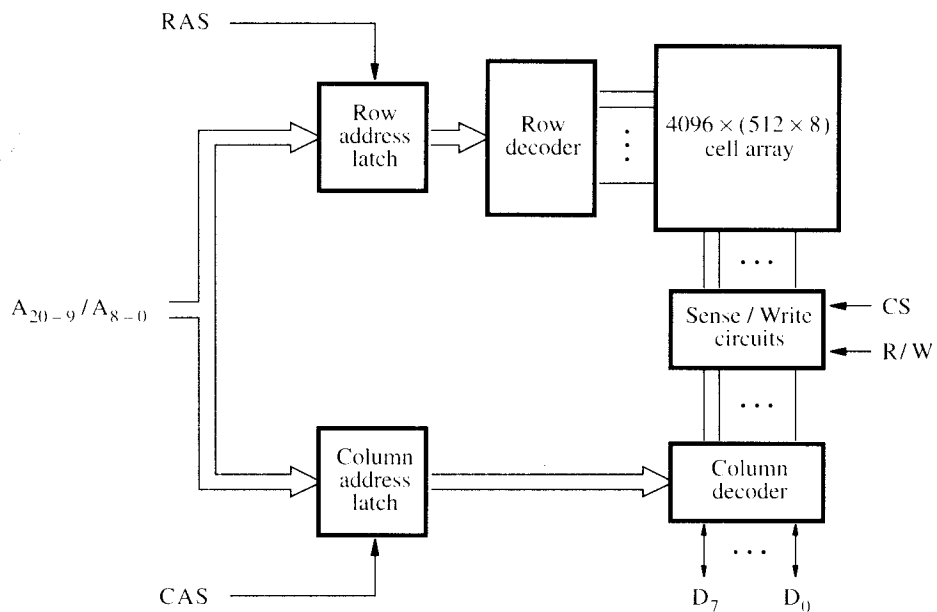 RAS
Row
address
latch
Row
decoder
4096 × (512 × 8)
cell array
A20 – 9 / A8 – 0
Sense / Write
circuits
CS
R / W
Column
address
latch
Column
decoder
CAS
D7
D0